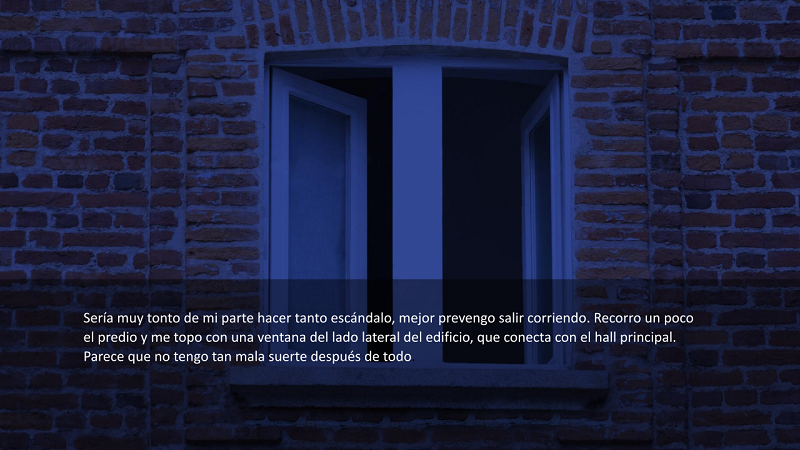 Sería muy tonto de mi parte hacer tanto escándalo, mejor prevengo salir corriendo. Recorro un poco
el predio y me topo con una ventana del lado lateral del edificio, que conecta con el hall principal.
Parece que no tengo tan mala suerte después de todo